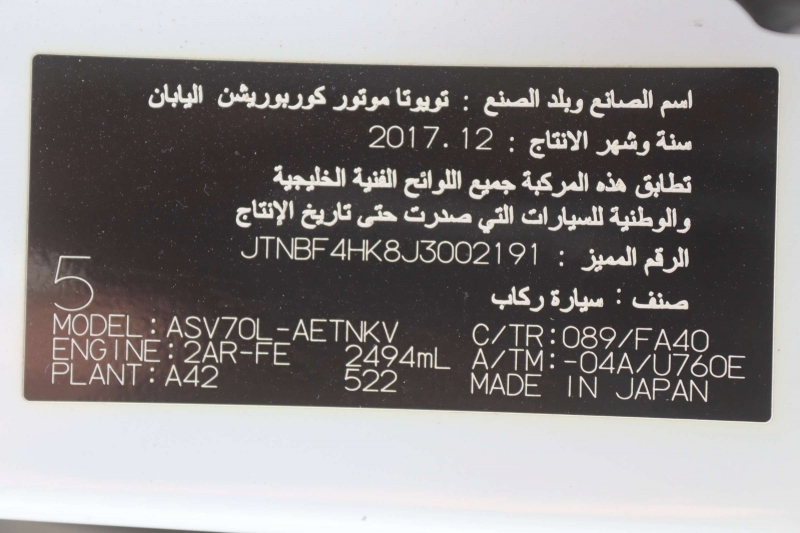 اسم الصانع وبلد الصنع : تويوتا موتور كوربوريشن اليابان
سنة وشهر الانتاج : 2017.12
تطابق هذه المركبة جميع اللوائح الفنية الخليجية
والوطنية للسيارات التي صدرت حتى تاريخ الإنتاج
الرقم المميز : JTNBF4HK8J3002191
صنف : سيارة ركاب
5
MODEL:ASV70L-AETNKV C/TR:089/FA40
ENGINE:2AR-FE 2494mL A/TM:-04A/U760E
PLANT:A42 522 MADE IN JAPAN